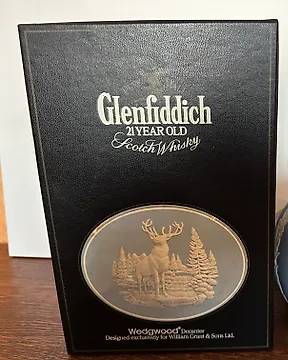 Glenfiddich
21 YEAR OLD
Scotch Whisky
Wedgwood® Decanter
Designed exclusively for William Grant & Sons Ltd.